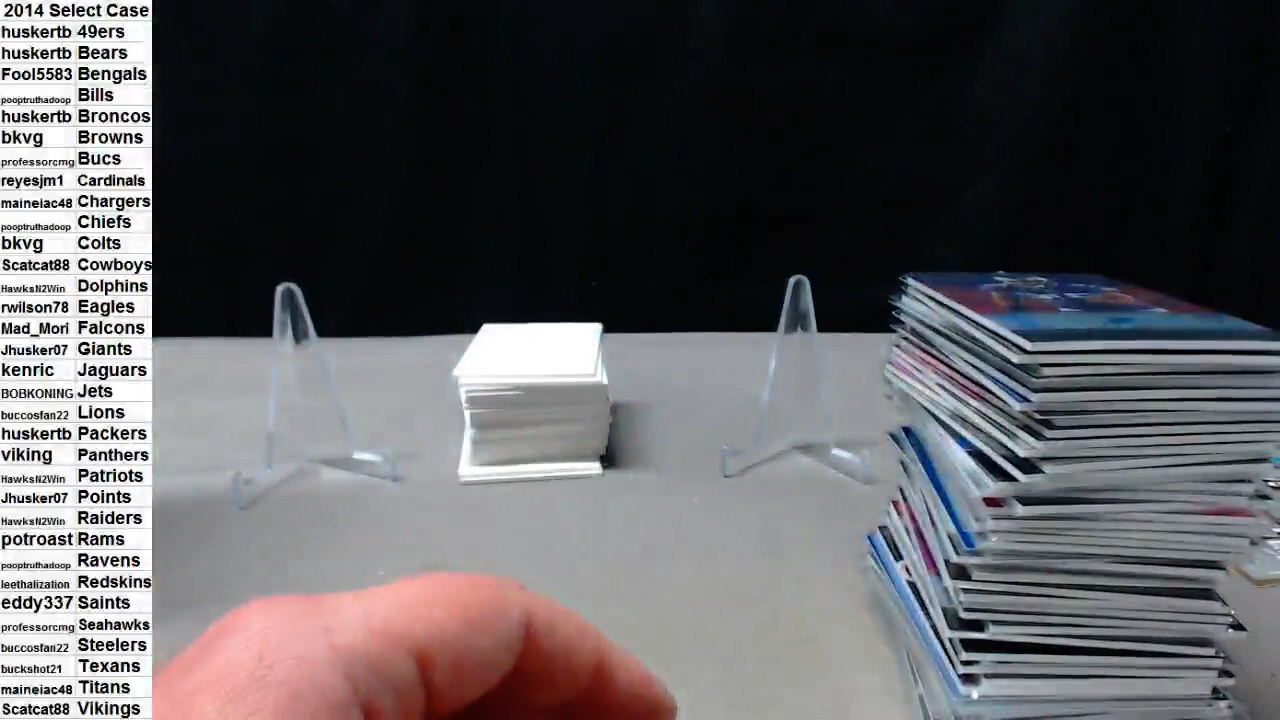 2014 Select Case
huskertb 49ers
huskertb Bears
Fool5583 Bengals
pooptruthadoop Bills
huskertb Broncos
bkvg Browns
professorcmg Bucs
reyesjm1 Cardinals
maineiac48 Chargers
pooptruthadoop Chiefs
bkvg Colts
Scatcat88 Cowboys
HawksN2Win Dolphins
rwilson78 Eagles
Mad_Mori Falcons
Jhusker07 Giants
kenric Jaguars
BOBKONING Jets
buccosfan22 Lions
huskertb Packers
viking Panthers
HawksN2Win Patriots
Jhusker07 Points
HawksN2Win Raiders
potroast Rams
pooptruthadoop Ravens
leethalization Redskins
eddy337 Saints
professorcmg Seahawks
buccosfan22 Steelers
buckshot21 Texans
maineiac48 Titans
Scatcat88 Vikings